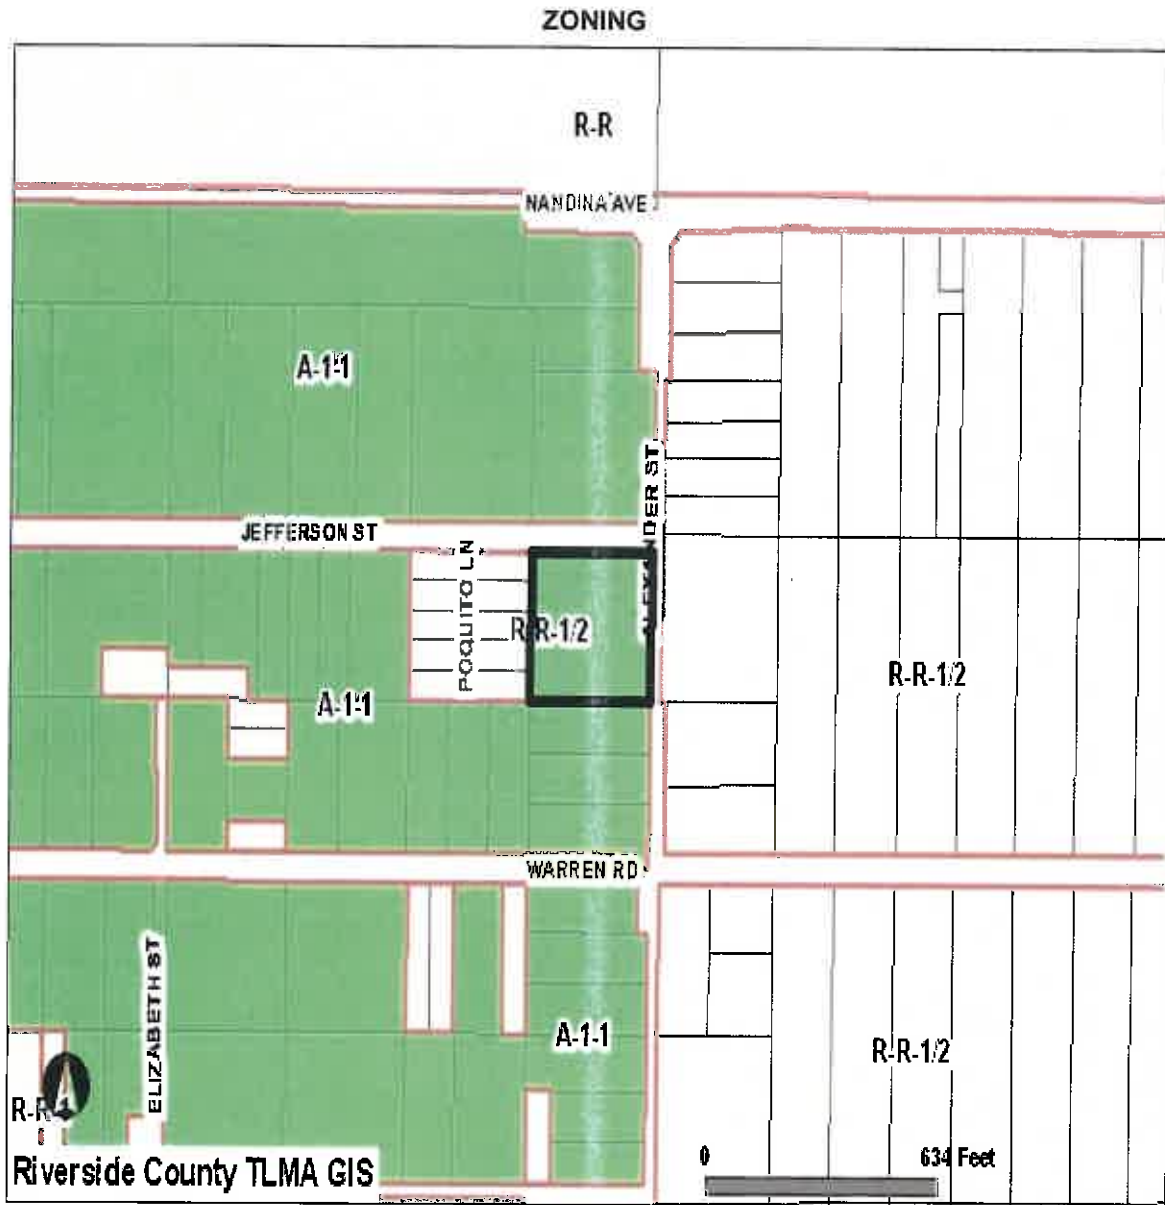 ZONING
R-R
NANDINA AVE
A-1-1
ALEXANDER ST
JEFFERSON ST
POQUITO LN
R-R-1/2
R-R-1/2
A-1-1
WARREN RD
ELIZABETH ST
A-1-1
R-R-1/2
R-R-1
0 634 Feet
Riverside County TLMA GIS